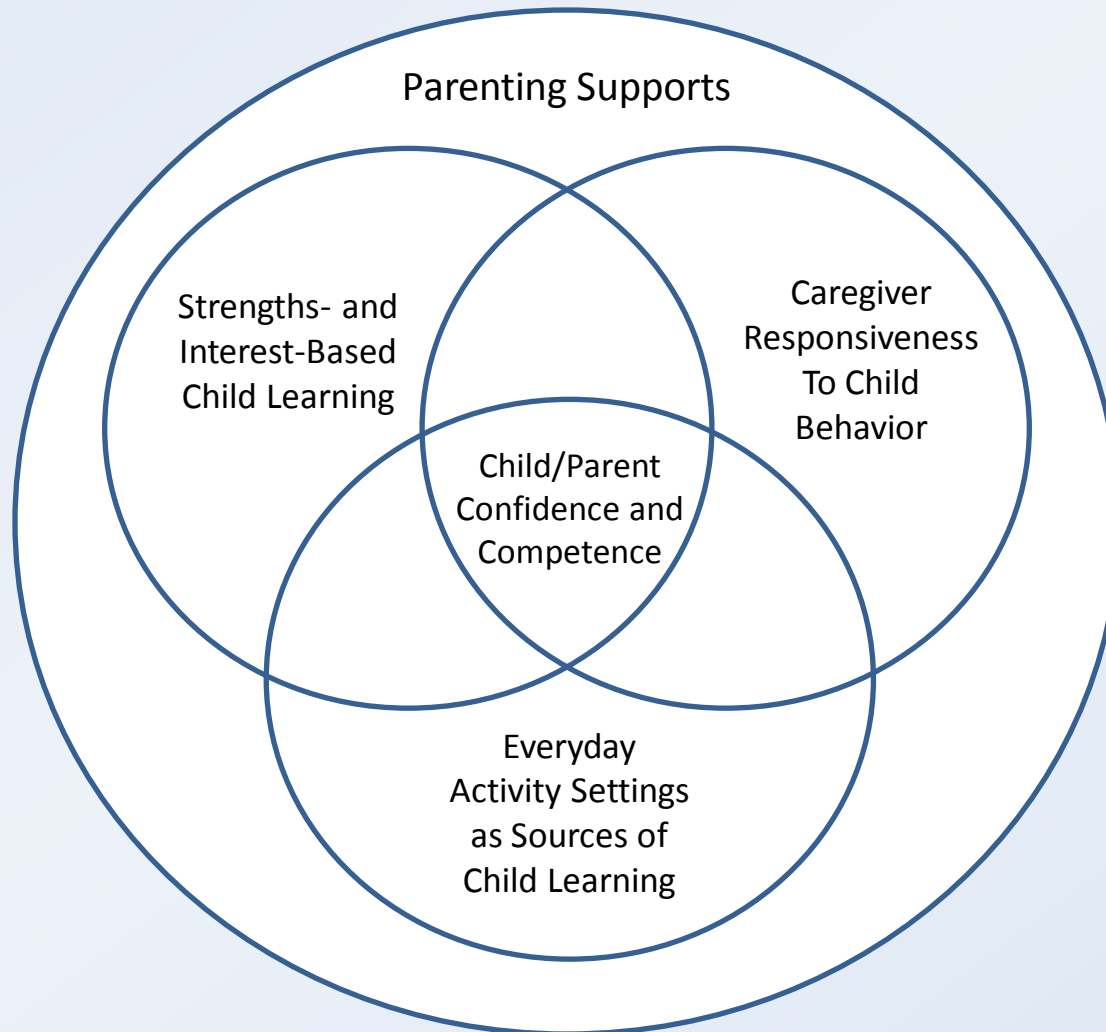 Parenting Supports
Strengths- and
Interest-Based
Child Learning
Caregiver
Responsiveness
To Child
Behavior
Child/Parent
Confidence and
Competence
Everyday
Activity Settings
as Sources of
Child Learning